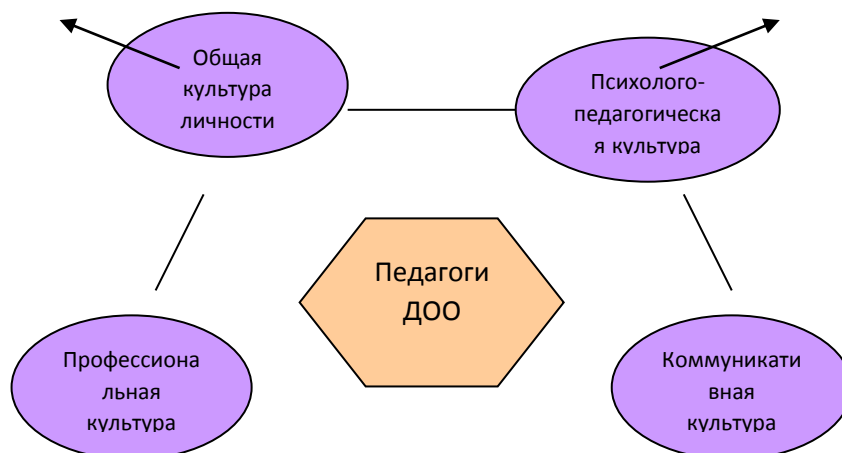 Общая
культура
личности
Психолого-
педагогическа
я культура
Педагоги
ДОО
Профессиона
льная
культура
Коммуникати
вная
культура